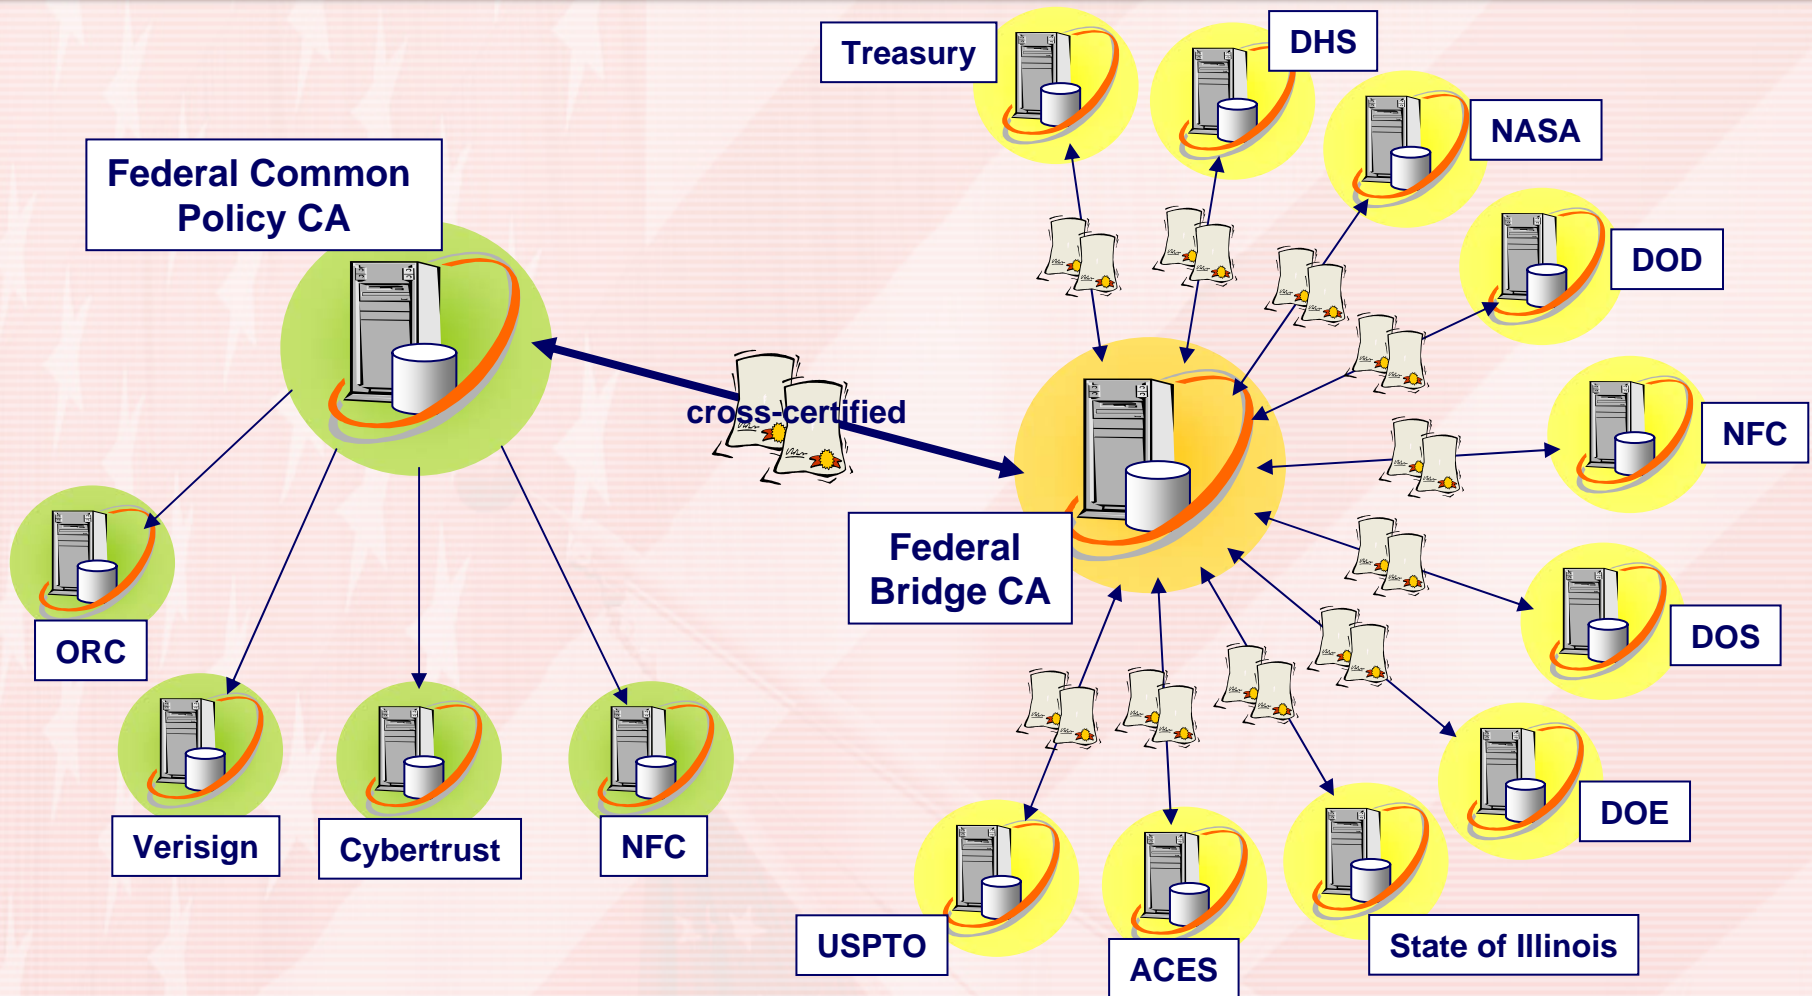 Treasury
DHS
NASA
Federal Common
Policy CA
DOD
cross-certified
NFC
Federal
Bridge CA
DOS
ORC
DOE
Verisign
Cybertrust
NFC
USPTO
ACES
State of Illinois